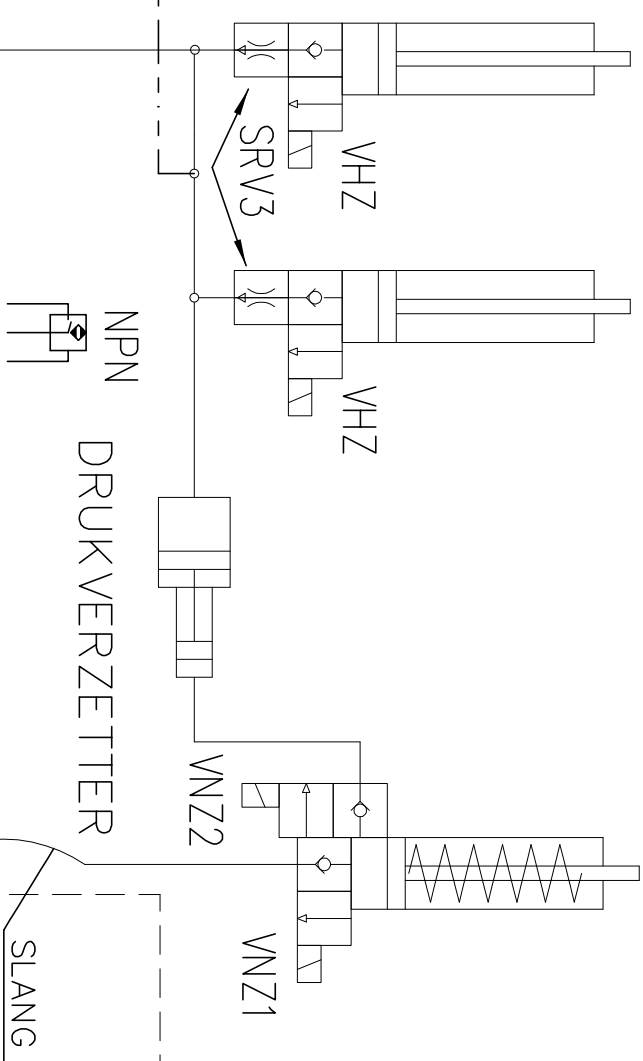 SRV3
VHZ
VHZ
NPN
DRUKVERZETTER
VNZ2
VNZ1
SLANG